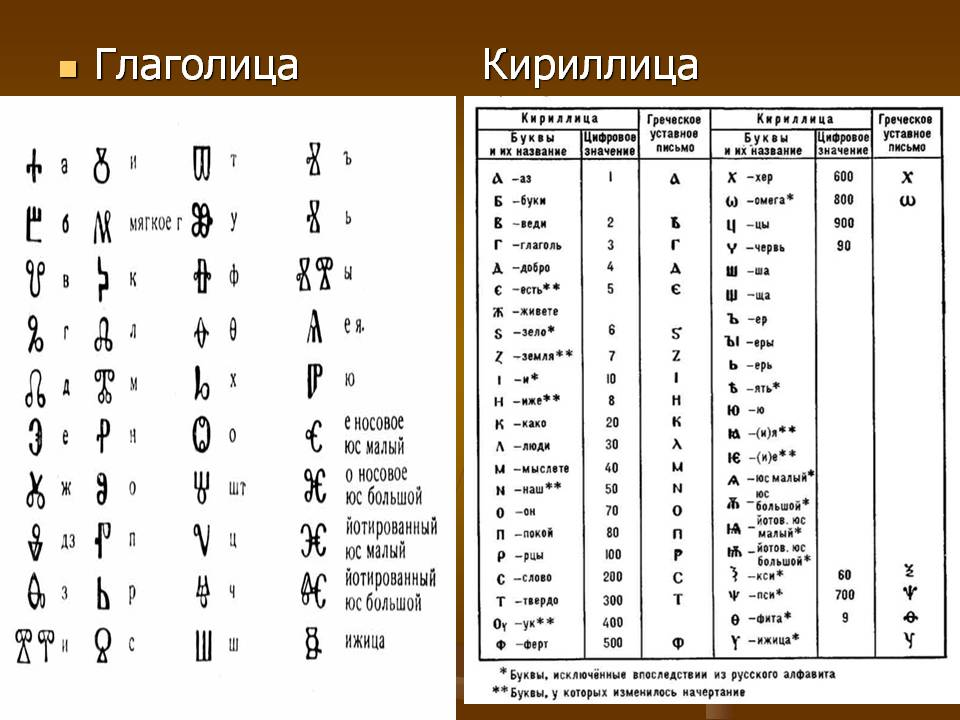 Глаголица Кириллица
Ⰰ а и Ⱅ т Ⱏ ъ
Ⰱ б Ⰼ мягкое г Ⱆ у Ⱐ ь
Ⰲ в Ⰽ к Ⱇ ф ы
Ⰳ г Ⰾ л Ⱚ ѳ Ⱑ е я.
Ⰴ д Ⰿ м Ⱈ х Ⱓ ю
Ⰵ е Ⱀ н Ⱉ о Ⱔ е носовое
юс малый
Ⰶ ж Ⱁ о Ⱋ шт Ⱘ о носовое
юс большой
Ⰷ дз Ⱂ п Ⱌ ц йотированный
юс малый
Ⰸ з Ⱃ р Ⱍ ч йотированный
юс большой
и Ⱄ с Ⱎ ш Ⱛ ижица
Кириллица Греческое уставное письмо Кириллица Греческое уставное письмо
Буквы и их название Цифровое значение Буквы и их название Цифровое значение
А –аз 1 А Х –хер 600 Χ
Б –буки Ѡ –омега* 800 ω
В –веди 2 Ц –цы 900
Г –глаголь 3 Г Ч –червь 90
Д –добро 4 Δ Ш –ша
Є –есть** 5 Є Щ –ща
Ж –живете Ъ –ер
Ѕ –зело* 6 Ꙁ –земля** 7 Ζ Ы –еры
І –и* 10 Ι Ь –ерь
Н –иже** 8 Η Ѣ –ять*
К –како 20 Κ Ю –ю
Л –люди 30 λ Ꙗ –(и)я**
М –мыслете 40 Μ Ѥ –(и)е**
N –наш** 50 Ν Ѧ –юс малый*
О –он 70 Ο Ѫ –юс большой*
П –покой 80 Π Ѩ –йотов. юс малый*
Р –рцы 100 Ρ Ѭ –йотов. юс большой*
С –слово 200 С Ѯ –кси* 60 Ξ
Т –твердо 300 Τ Ѱ –пси* 700 Ψ
Оу –ук** 400 Ѳ –фита* 9 Θ
Ф –ферт 500 Φ Ѵ –ижица* Υ
* Буквы, исключённые впоследствии из русского алфавита
** Буквы, у которых изменилось начертание